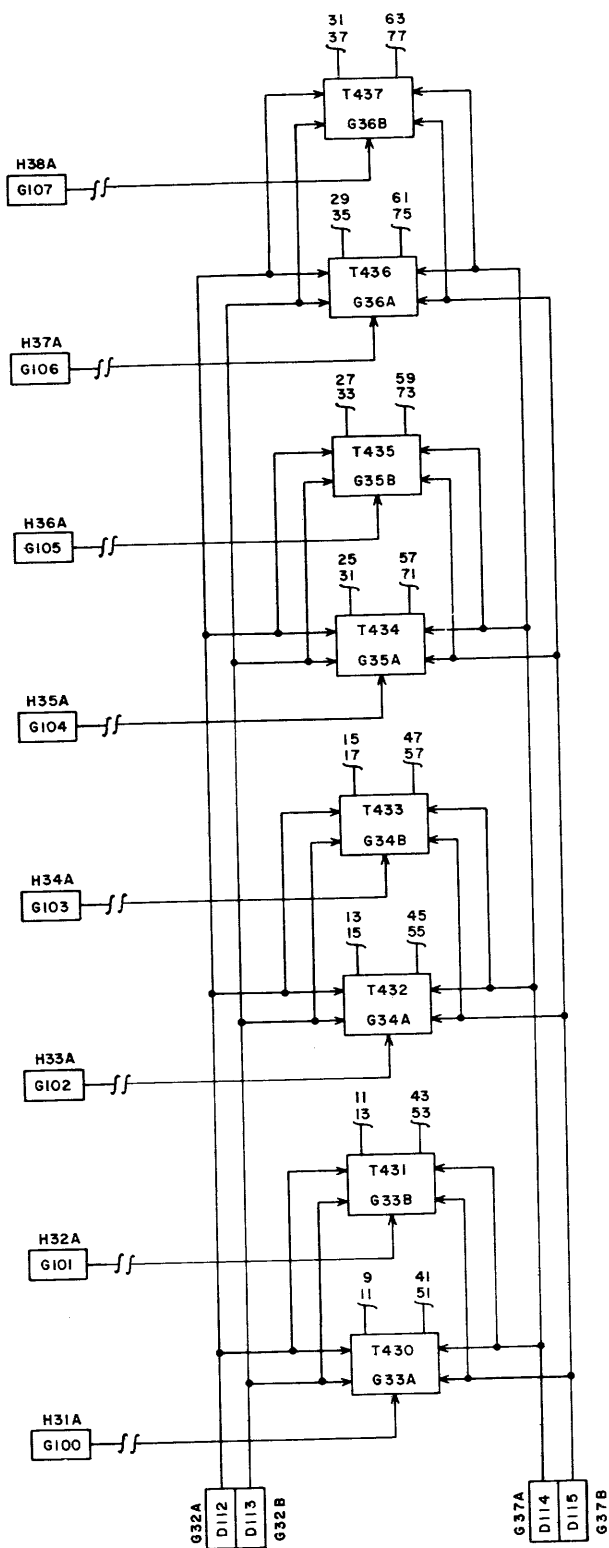 31 63
37 77
T437
G36B
H38A
G107
29 61
35 75
T436
G36A
H37A
G106
27 59
33 73
T435
G35B
H36A
G105
25 57
31 71
T434
G35A
H35A
G104
15 47
17 57
T433
G34B
H34A
G103
13 45
15 55
T432
G34A
H33A
G102
11 43
13 53
T431
G33B
H32A
G101
9 41
11 51
T430
G33A
H31A
G100
G32A
D112
D113
G32B
G37A
D114
D115
G37B